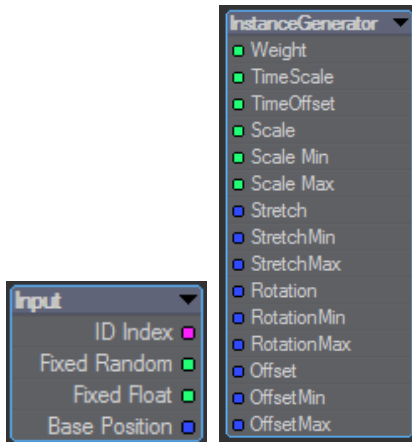 Input
ID Index
Fixed Random
Fixed Float
Base Position
InstanceGenerator
Weight
TimeScale
TimeOffset
Scale
Scale Min
Scale Max
Stretch
StretchMin
StretchMax
Rotation
RotationMin
RotationMax
Offset
OffsetMin
OffsetMax